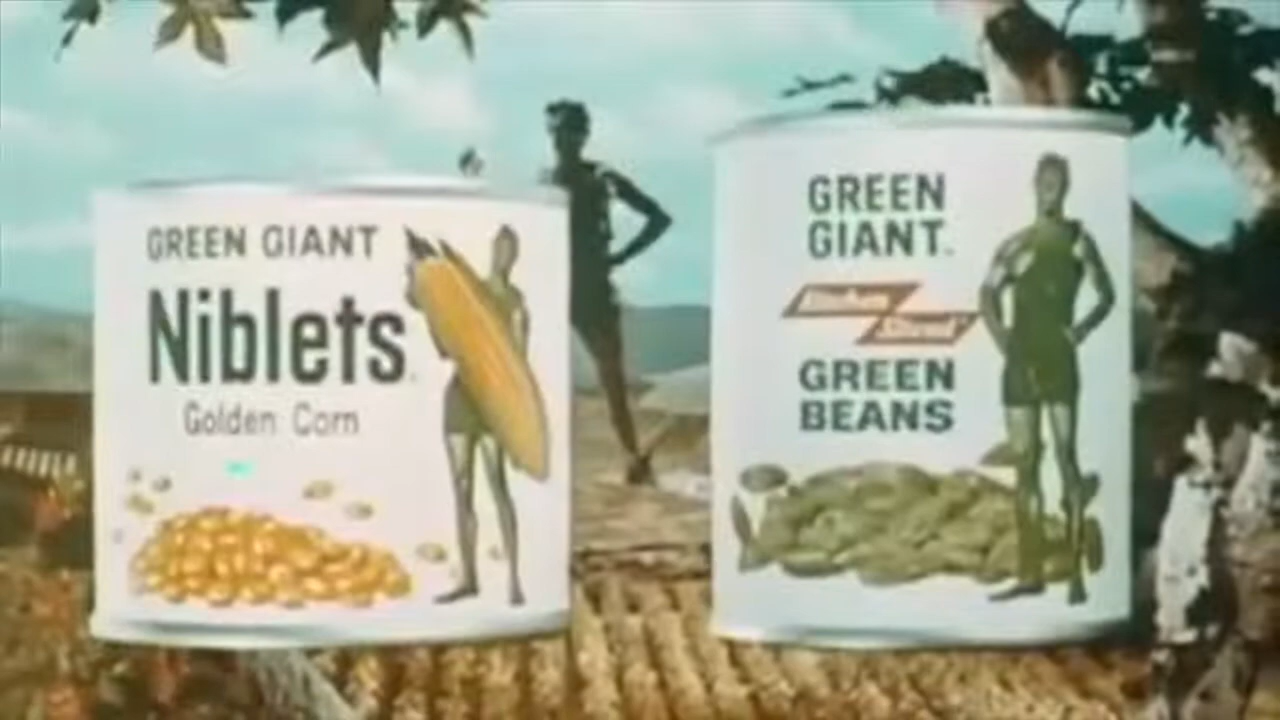 GREEN GIANT
Niblets
Golden Corn
GREEN
GIANT.
GREEN
BEANS